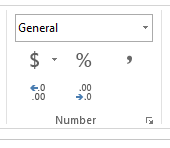 General
$ % ,
.0 .00
.00 .0
Number